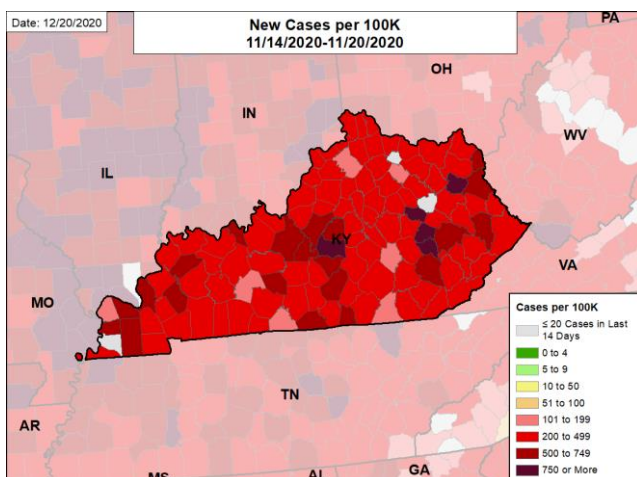 Date: 12/20/2020
New Cases per 100K
11/14/2020-11/20/2020
PA
OH
IN
WV
IL
KY
VA
MO
TN
AR
MS
AL
GA
Cases per 100K
≤ 20 Cases in Last
14 Days
0 to 4
5 to 9
10 to 50
51 to 100
101 to 199
200 to 499
500 to 749
750 or More